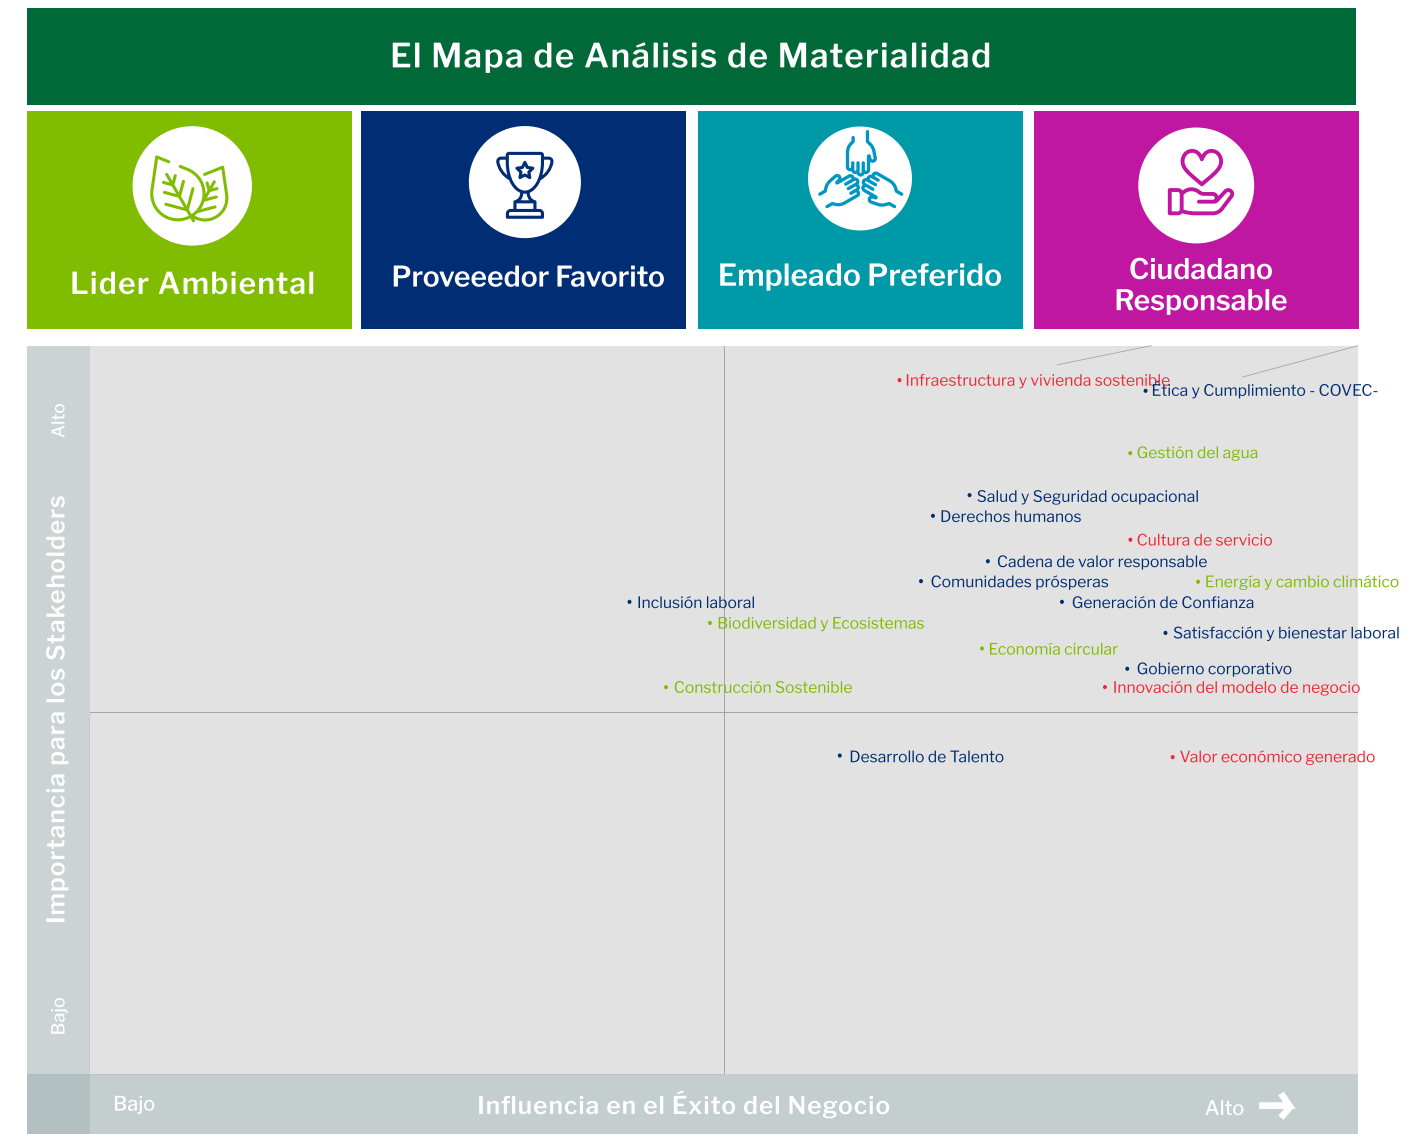 El Mapa de Análisis de Materialidad
Lider Ambiental
Proveeedor Favorito
Empleado Preferido
Ciudadano
Responsable
Alto
Importancia para los Stakeholders
Bajo
• Infraestructura y vivienda sostenible
• Ética y Cumplimiento - COVEC-
• Gestión del agua
• Salud y Seguridad ocupacional
• Derechos humanos
• Cultura de servicio
• Cadena de valor responsable
• Comunidades prósperas
• Energía y cambio climático
• Inclusión laboral
• Generación de Confianza
• Biodiversidad y Ecosistemas
• Satisfacción y bienestar laboral
• Economía circular
• Gobierno corporativo
• Construcción Sostenible
• Innovación del modelo de negocio
• Desarrollo de Talento
• Valor económico generado
Bajo
Influencia en el Éxito del Negocio
Alto